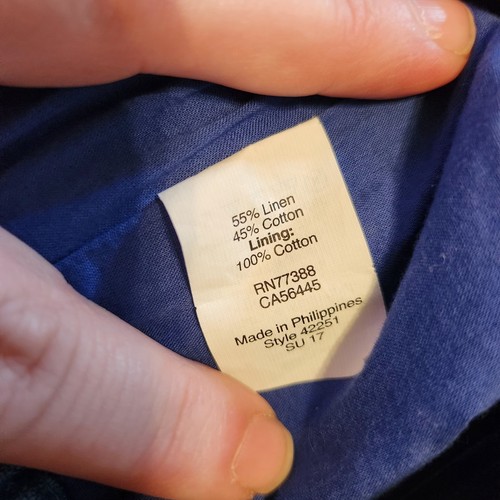 55% Linen
45% Cotton
Lining:
100% Cotton
RN77388
CA56445
Made in Philippines
Style 42251
SU 17